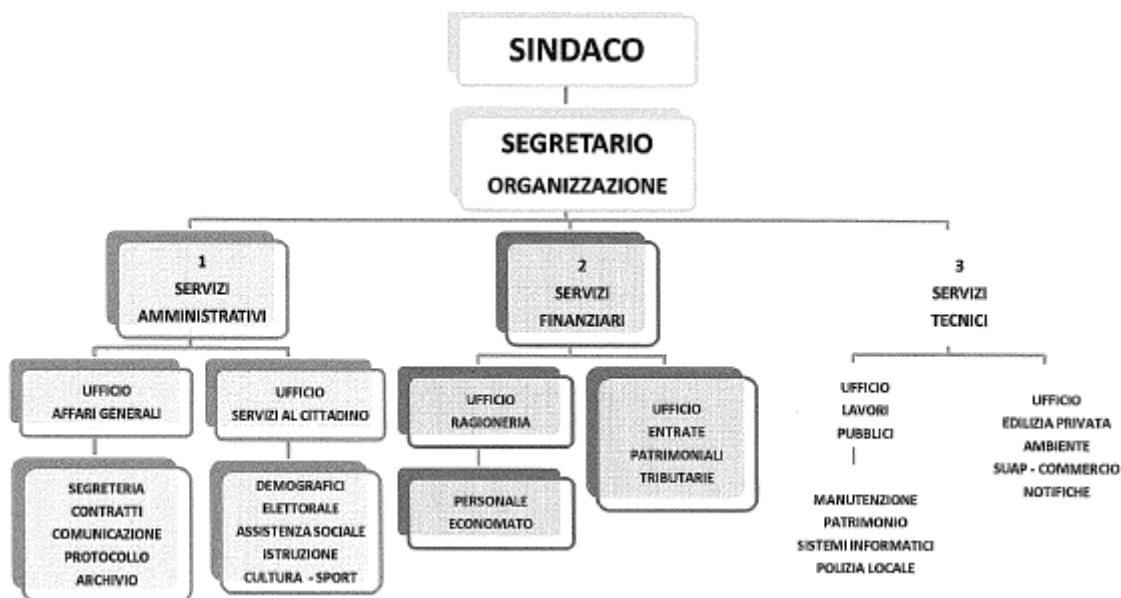 SINDACO
SEGRETARIO
ORGANIZZAZIONE
1
SERVIZI
AMMINISTRATIVI
2
SERVIZI
FINANZIARI
3
SERVIZI
TECNICI
UFFICIO
AFFARI GENERALI
UFFICIO
SERVIZI AL CITTADINO
UFFICIO
RAGIONERIA
UFFICIO
ENTRATE
PATRIMONIALI
TRIBUTARIE
UFFICIO
LAVORI
PUBBLICI
UFFICIO
EDILIZIA PRIVATA
AMBIENTE
SUAP - COMMERCIO
NOTIFICHE
SEGRETERIA
CONTRATTI
COMUNICAZIONE
PROTOCOLLO
ARCHIVIO
DEMOGRAFICI
ELETTORALE
ASSISTENZA SOCIALE
ISTRUZIONE
CULTURA - SPORT
PERSONALE
ECONOMATO
MANUTENZIONE
PATRIMONIO
SISTEMI INFORMATICI
POLIZIA LOCALE